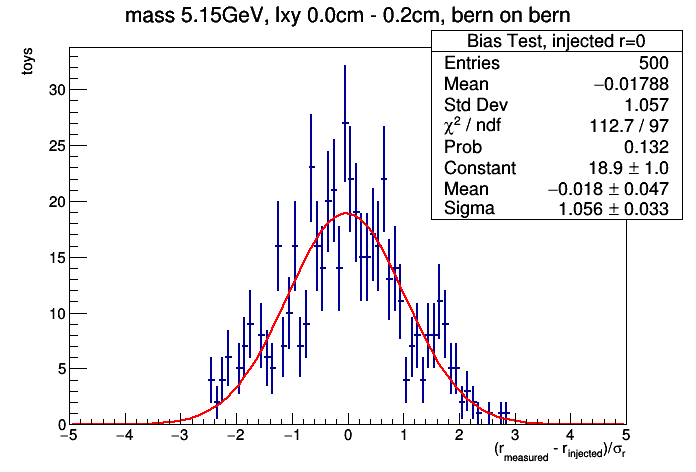 mass 5.15GeV, lxy 0.0cm - 0.2cm, bern on bern
toys
Bias Test, injected r=0
Entries 500
Mean −0.01788
Std Dev 1.057
χ² / ndf 112.7 / 97
Prob 0.132
Constant 18.9 ± 1.0
Mean −0.018 ± 0.047
Sigma 1.056 ± 0.033
30
25
20
15
10
5
0
−5 −4 −3 −2 −1 0 1 2 3 4 5
(r_measured - r_injected)/σ_r